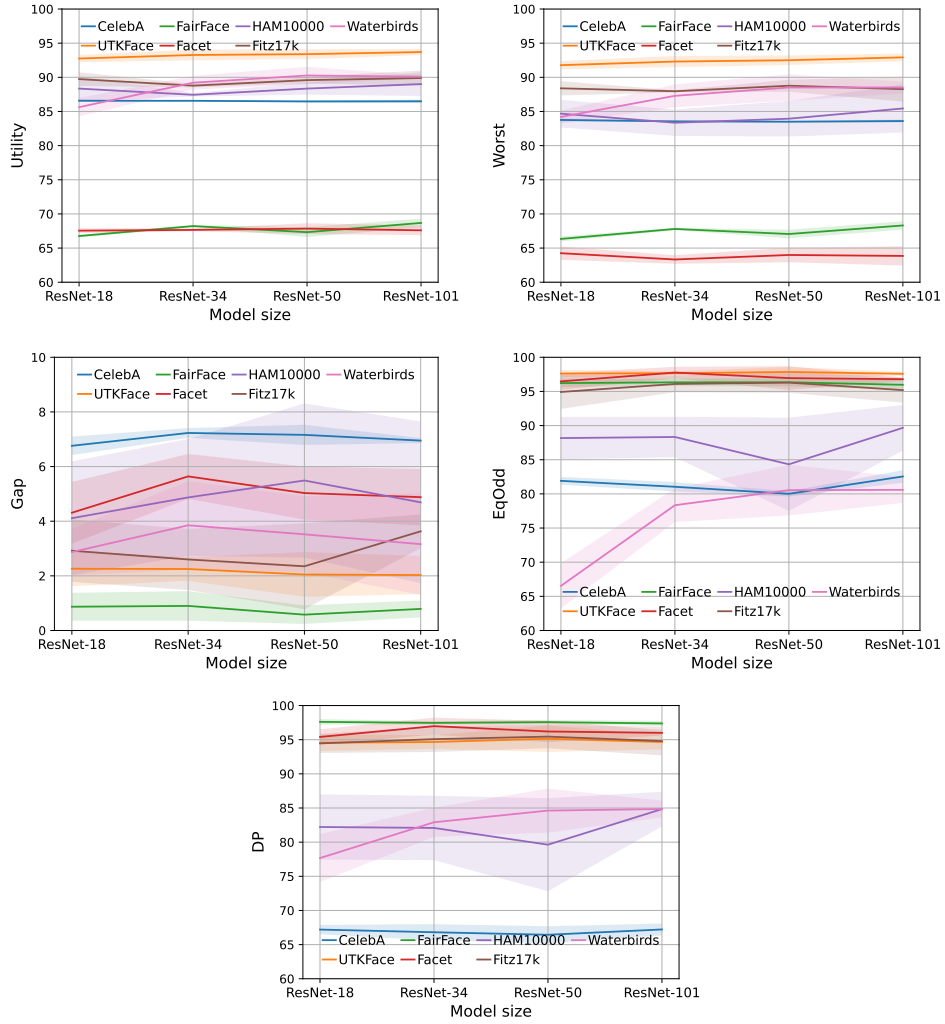 CelebA FairFace HAM10000 Waterbirds
UTKFace Facet Fitz17k
100
95
90
85
80
75
70
65
60
Utility
ResNet-18 ResNet-34 ResNet-50 ResNet-101
Model size
CelebA FairFace HAM10000 Waterbirds
UTKFace Facet Fitz17k
100
95
90
85
80
75
70
65
60
Worst
ResNet-18 ResNet-34 ResNet-50 ResNet-101
Model size
CelebA FairFace HAM10000 Waterbirds
UTKFace Facet Fitz17k
10
8
6
4
2
0
Gap
ResNet-18 ResNet-34 ResNet-50 ResNet-101
Model size
100
95
90
85
80
75
70
65
60
EqOdd
CelebA FairFace HAM10000 Waterbirds
UTKFace Facet Fitz17k
ResNet-18 ResNet-34 ResNet-50 ResNet-101
Model size
100
95
90
85
80
75
70
65
60
DP
CelebA FairFace HAM10000 Waterbirds
UTKFace Facet Fitz17k
ResNet-18 ResNet-34 ResNet-50 ResNet-101
Model size